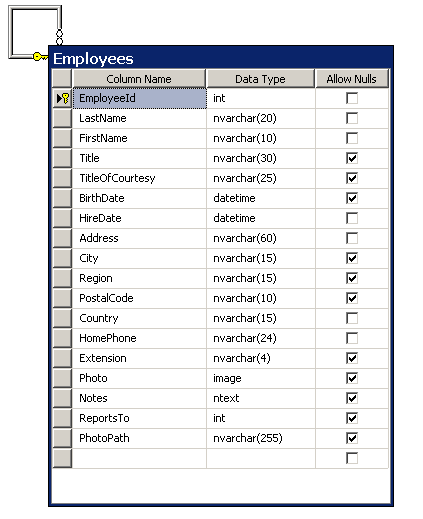 Employees
Column Name Data Type Allow Nulls
EmployeeId int
LastName nvarchar(20)
FirstName nvarchar(10)
Title nvarchar(30)
TitleOfCourtesy nvarchar(25)
BirthDate datetime
HireDate datetime
Address nvarchar(60)
City nvarchar(15)
Region nvarchar(15)
PostalCode nvarchar(10)
Country nvarchar(15)
HomePhone nvarchar(24)
Extension nvarchar(4)
Photo image
Notes ntext
ReportsTo int
PhotoPath nvarchar(255)